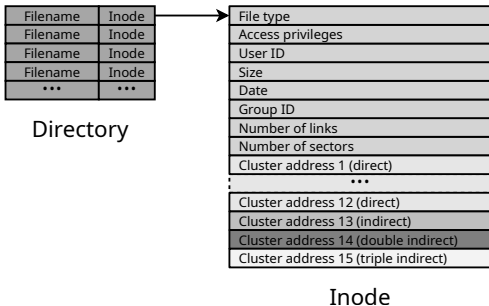 Filename Inode
Filename Inode
Filename Inode
Filename Inode
... ...
Directory
File type
Access privileges
User ID
Size
Date
Group ID
Number of links
Number of sectors
Cluster address 1 (direct)
...
Cluster address 12 (direct)
Cluster address 13 (indirect)
Cluster address 14 (double indirect)
Cluster address 15 (triple indirect)
Inode